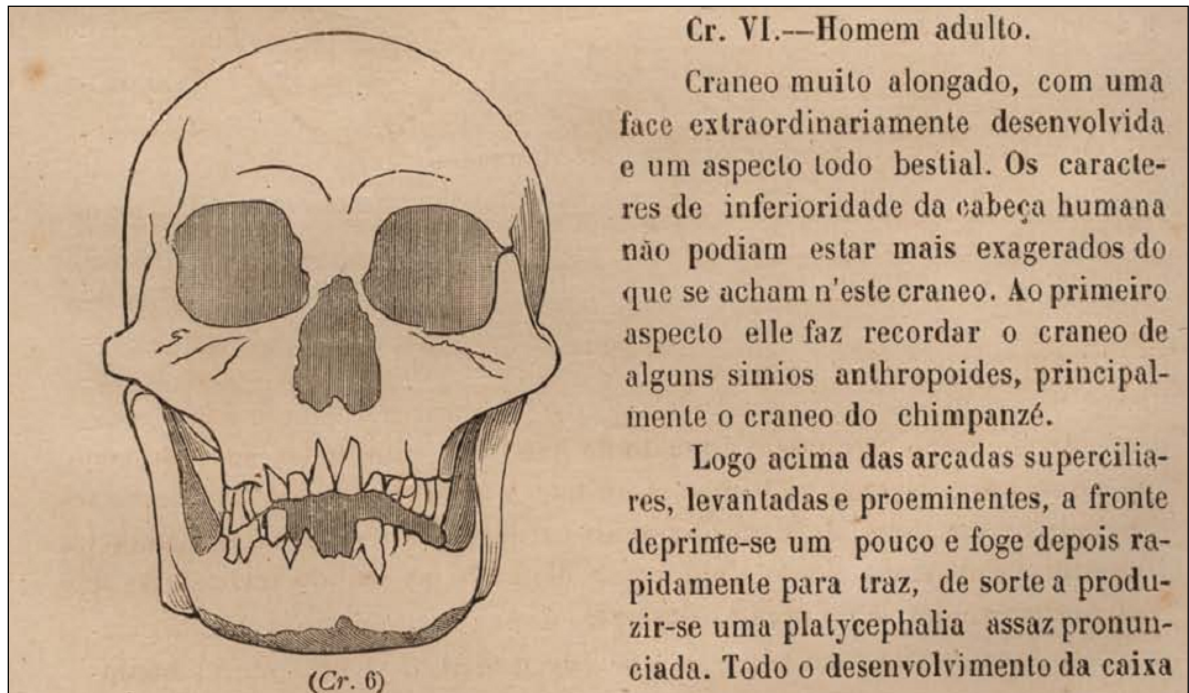 Cr. VI.—Homem adulto.
Craneo muito alongado, com uma
face extraordinariamente desenvolvida
e um aspecto todo bestial. Os caracte-
res de inferioridade da cabeça humana
não podiam estar mais exagerados do
que se acham n'este craneo. Ao primeiro
aspecto elle faz recordar o craneo de
alguns simios anthropoides, principal-
mente o craneo do chimpanzé.
Logo acima das arcadas supercilia-
res, levantadas e proeminentes, a fronte
deprime-se um pouco e foge depois ra-
pidamente para traz, de sorte a produ-
zir-se uma platycephalia assaz pronun-
ciada. Todo o desenvolvimento da caixa
(Cr. 6)